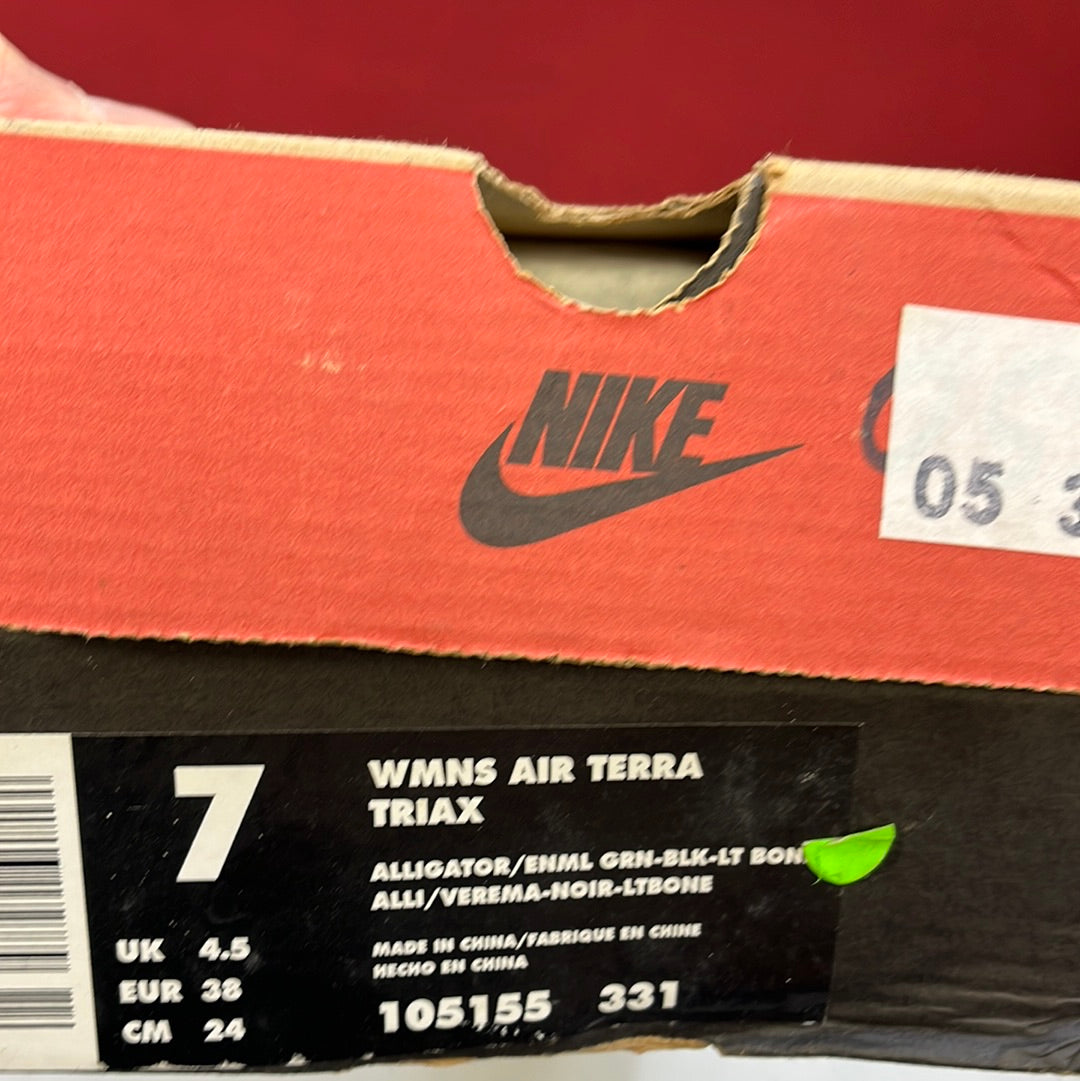 NIKE
05
7
UK 4.5
EUR 38
CM 24
WMNS AIR TERRA
TRIAX
ALLIGATOR/ENML GRN-BLK-LT BON
ALLI/VEREMA-NOIR-LTBONE
MADE IN CHINA/FABRIQUE EN CHINE
HECHO EN CHINA
105155 331